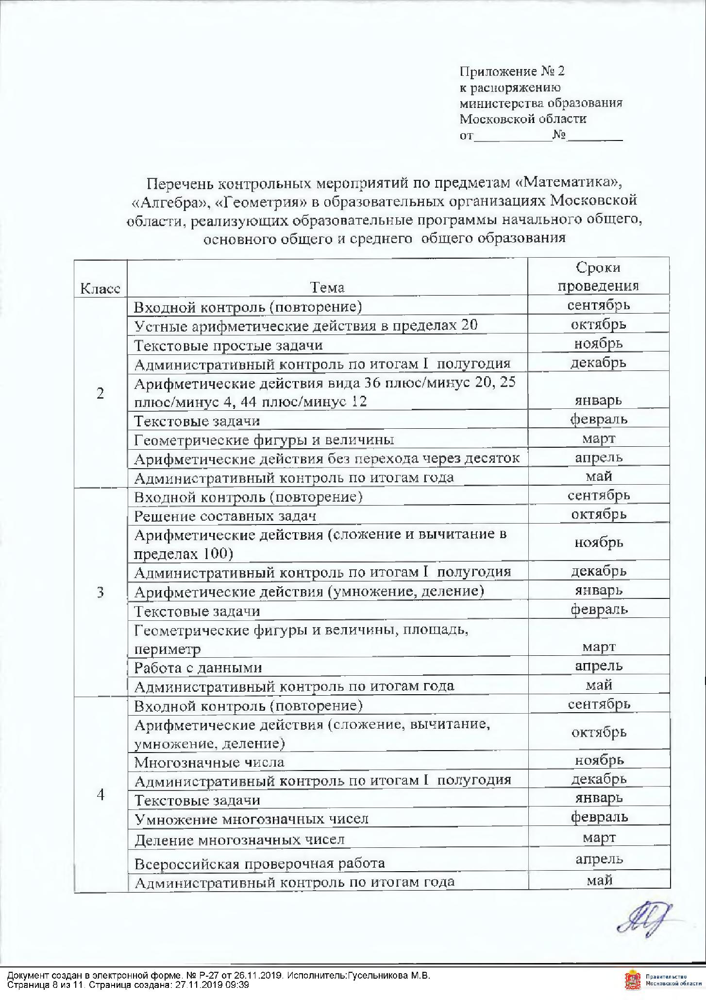 Приложение № 2
к распоряжению
министерства образования
Московской области
от___________№________
Перечень контрольных мероприятий по предметам «Математика»,
«Алгебра», «Геометрия» в образовательных организациях Московской
области, реализующих образовательные программы начального общего,
основного общего и среднего общего образования
Класс Тема Сроки проведения
2
Входной контроль (повторение) сентябрь
Устные арифметические действия в пределах 20 октябрь
Текстовые простые задачи ноябрь
Административный контроль по итогам I полугодия декабрь
Арифметические действия вида 36 плюс/минус 20, 25
плюс/минус 4, 44 плюс/минус 12 январь
Текстовые задачи февраль
Геометрические фигуры и величины март
Арифметические действия без перехода через десяток апрель
Административный контроль по итогам года май
3
Входной контроль (повторение) сентябрь
Решение составных задач октябрь
Арифметические действия (сложение и вычитание в
пределах 100) ноябрь
Административный контроль по итогам I полугодия декабрь
Арифметические действия (умножение, деление) январь
Текстовые задачи февраль
Геометрические фигуры и величины, площадь,
периметр март
Работа с данными апрель
Административный контроль по итогам года май
4
Входной контроль (повторение) сентябрь
Арифметические действия (сложение, вычитание,
умножение, деление) октябрь
Многозначные числа ноябрь
Административный контроль по итогам I полугодия декабрь
Текстовые задачи январь
Умножение многозначных чисел февраль
Деление многозначных чисел март
Всероссийская проверочная работа апрель
Административный контроль по итогам года май
Документ создан в электронной форме. № Р-27 от 26.11.2019. Исполнитель:Гусельникова М.В.
Страница 8 из 11. Страница создана: 27.11.2019 09:39
Правительство
Московской области